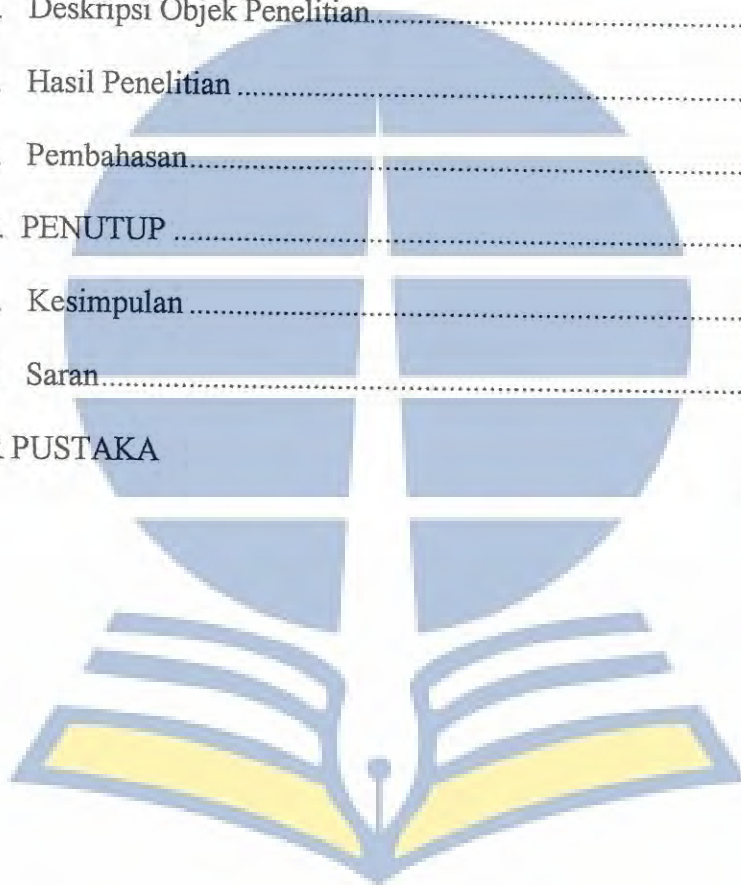 . Deskripsi Objek Penelitian........................................................
. Hasil Penelitian ........................................................................
. Pembahasan.............................................................................
. PENUTUP ................................................................................
. Kesimpulan ..............................................................................
Saran..........................................................................................
PUSTAKA